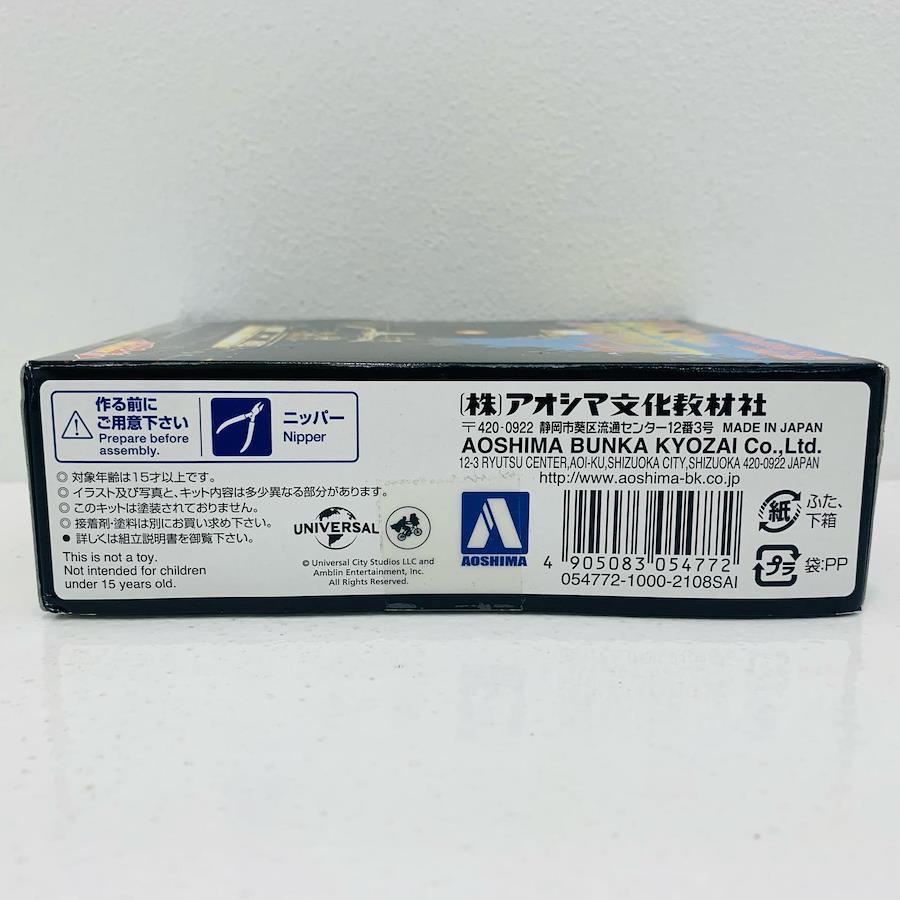 作る前に
ご用意下さい
Prepare before
assembly.
ニッパー
Nipper
◎ 対象年齢は15才以上です。
◎ イラスト及び写真と、キット内容は多少異なる部分があります。
◎ このキットは塗装されておりません。
◎ 接着剤・塗料は別にお買い求め下さい。
● 詳しくは組立説明書を御覧下さい。
This is not a toy.
Not intended for children
under 15 years old.
UNIVERSAL
© Universal City Studios LLC and
Amblin Entertainment, Inc.
All Rights Reserved.
(株)アオシマ文化教材社
〒420-0922 静岡市葵区流通センター12番3号 MADE IN JAPAN
AOSHIMA BUNKA KYOZAI Co.,Ltd.
12-3 RYUTSU CENTER,AOI-KU,SHIZUOKA CITY,SHIZUOKA 420-0922 JAPAN
http://www.aoshima-bk.co.jp
AOSHIMA
4 905083 054772
054772-1000-2108SAI
紙
ふた、
下箱
プラ
袋:PP